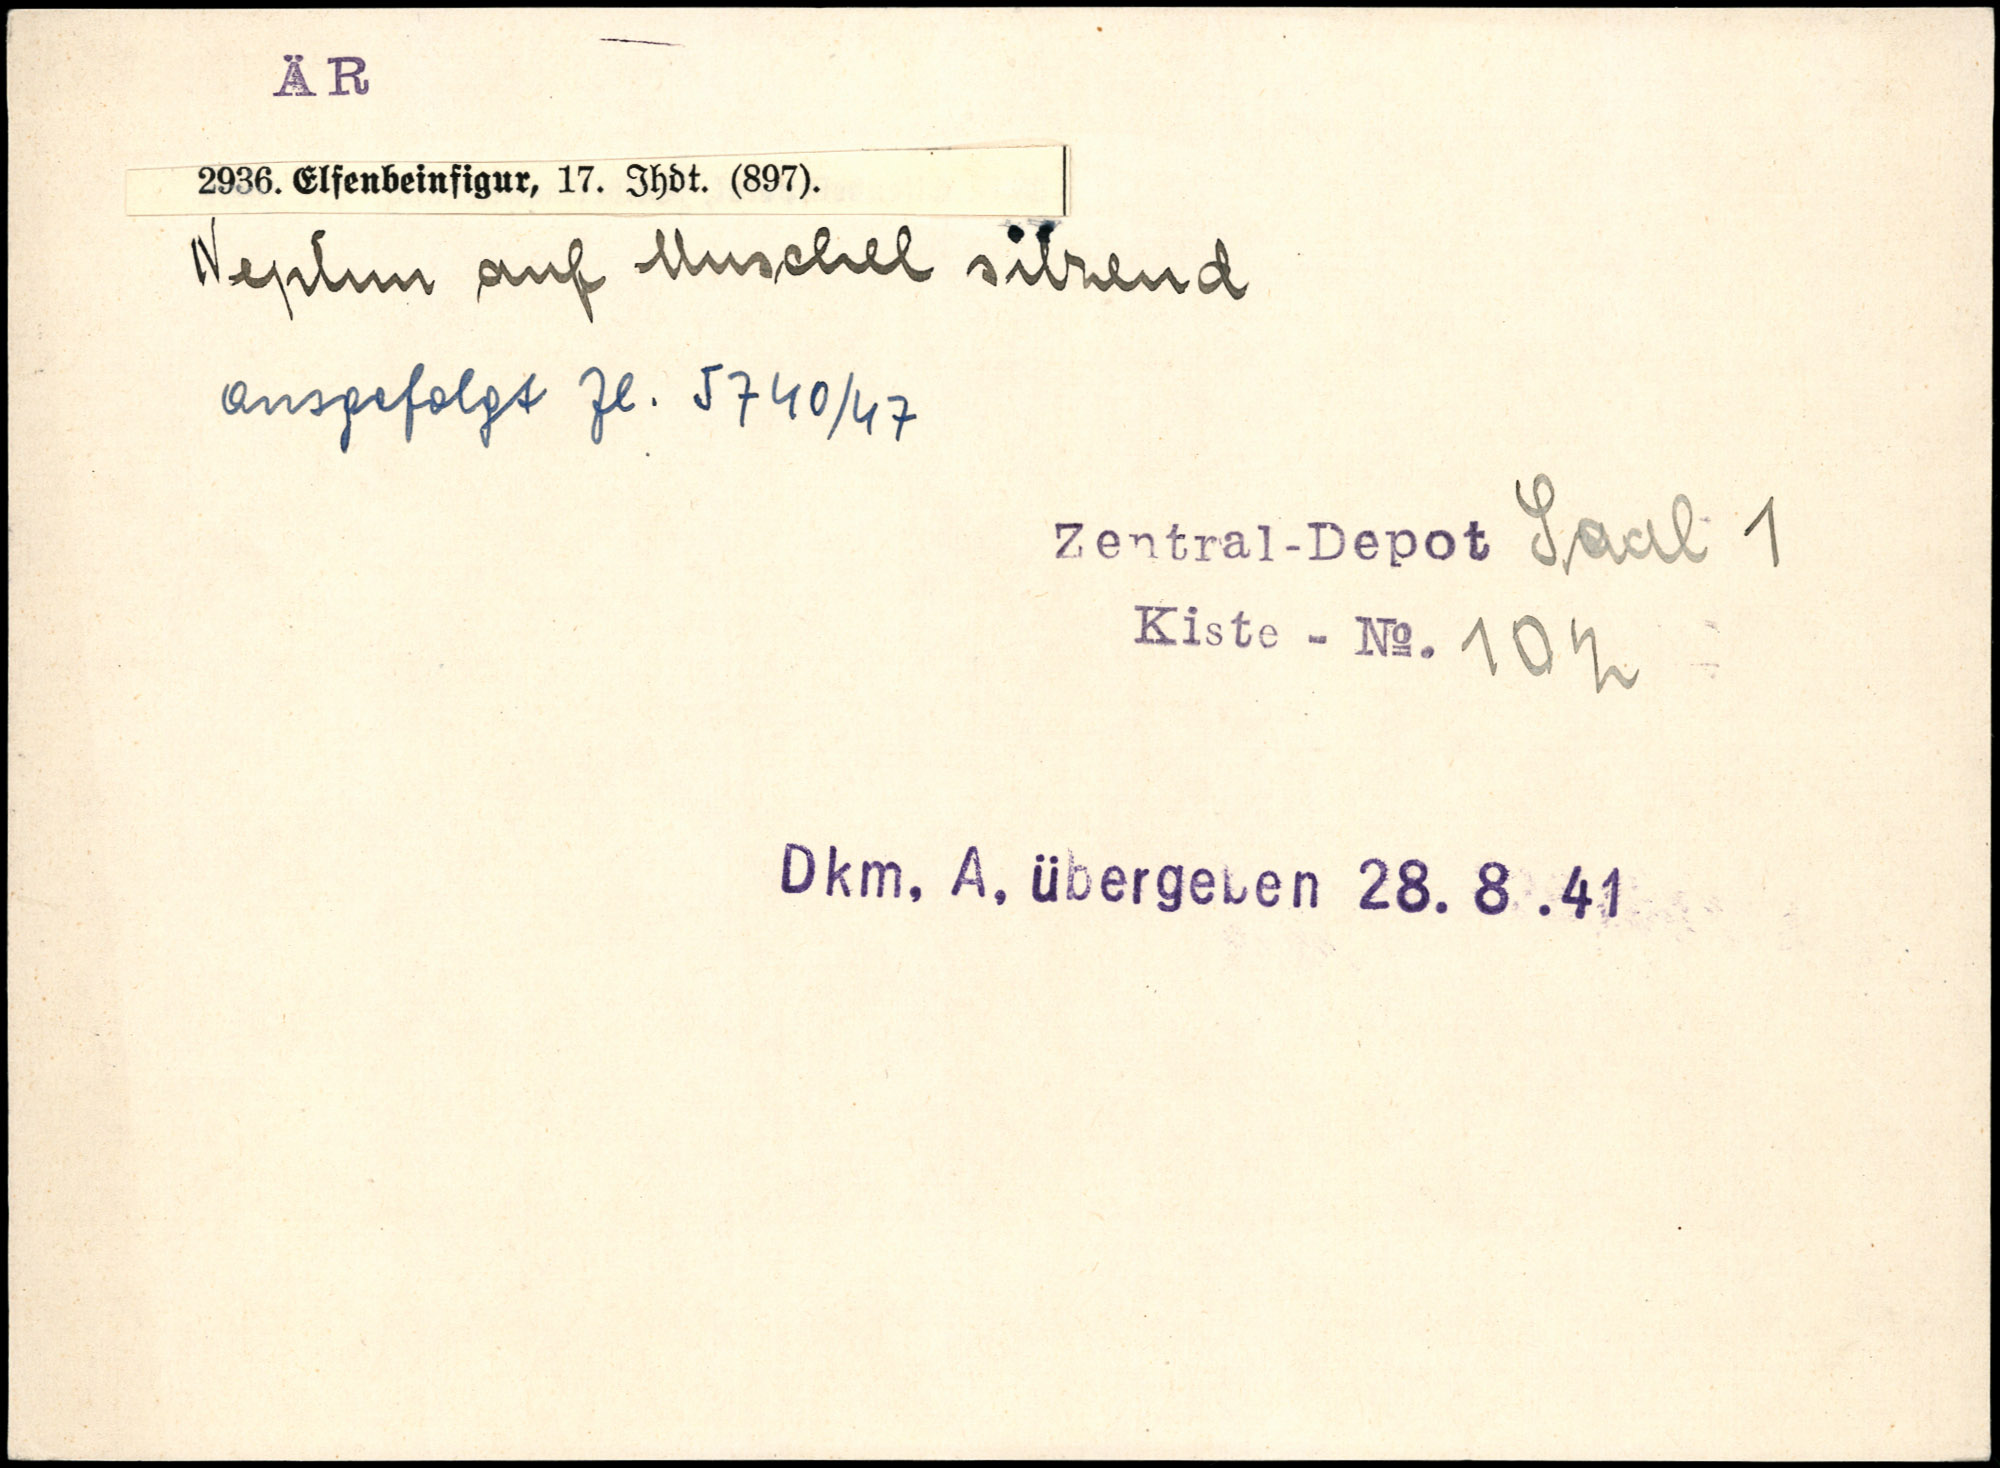 ÄR
2936. Elfenbeinfigur, 17. Jhdt. (897).
Neptun auf Muschel sitzend
ausgefolgt Zl. 5740/47
Zentral-Depot Saal 1
Kiste - No.
Dkm. A. übergeben 28. 8 .41